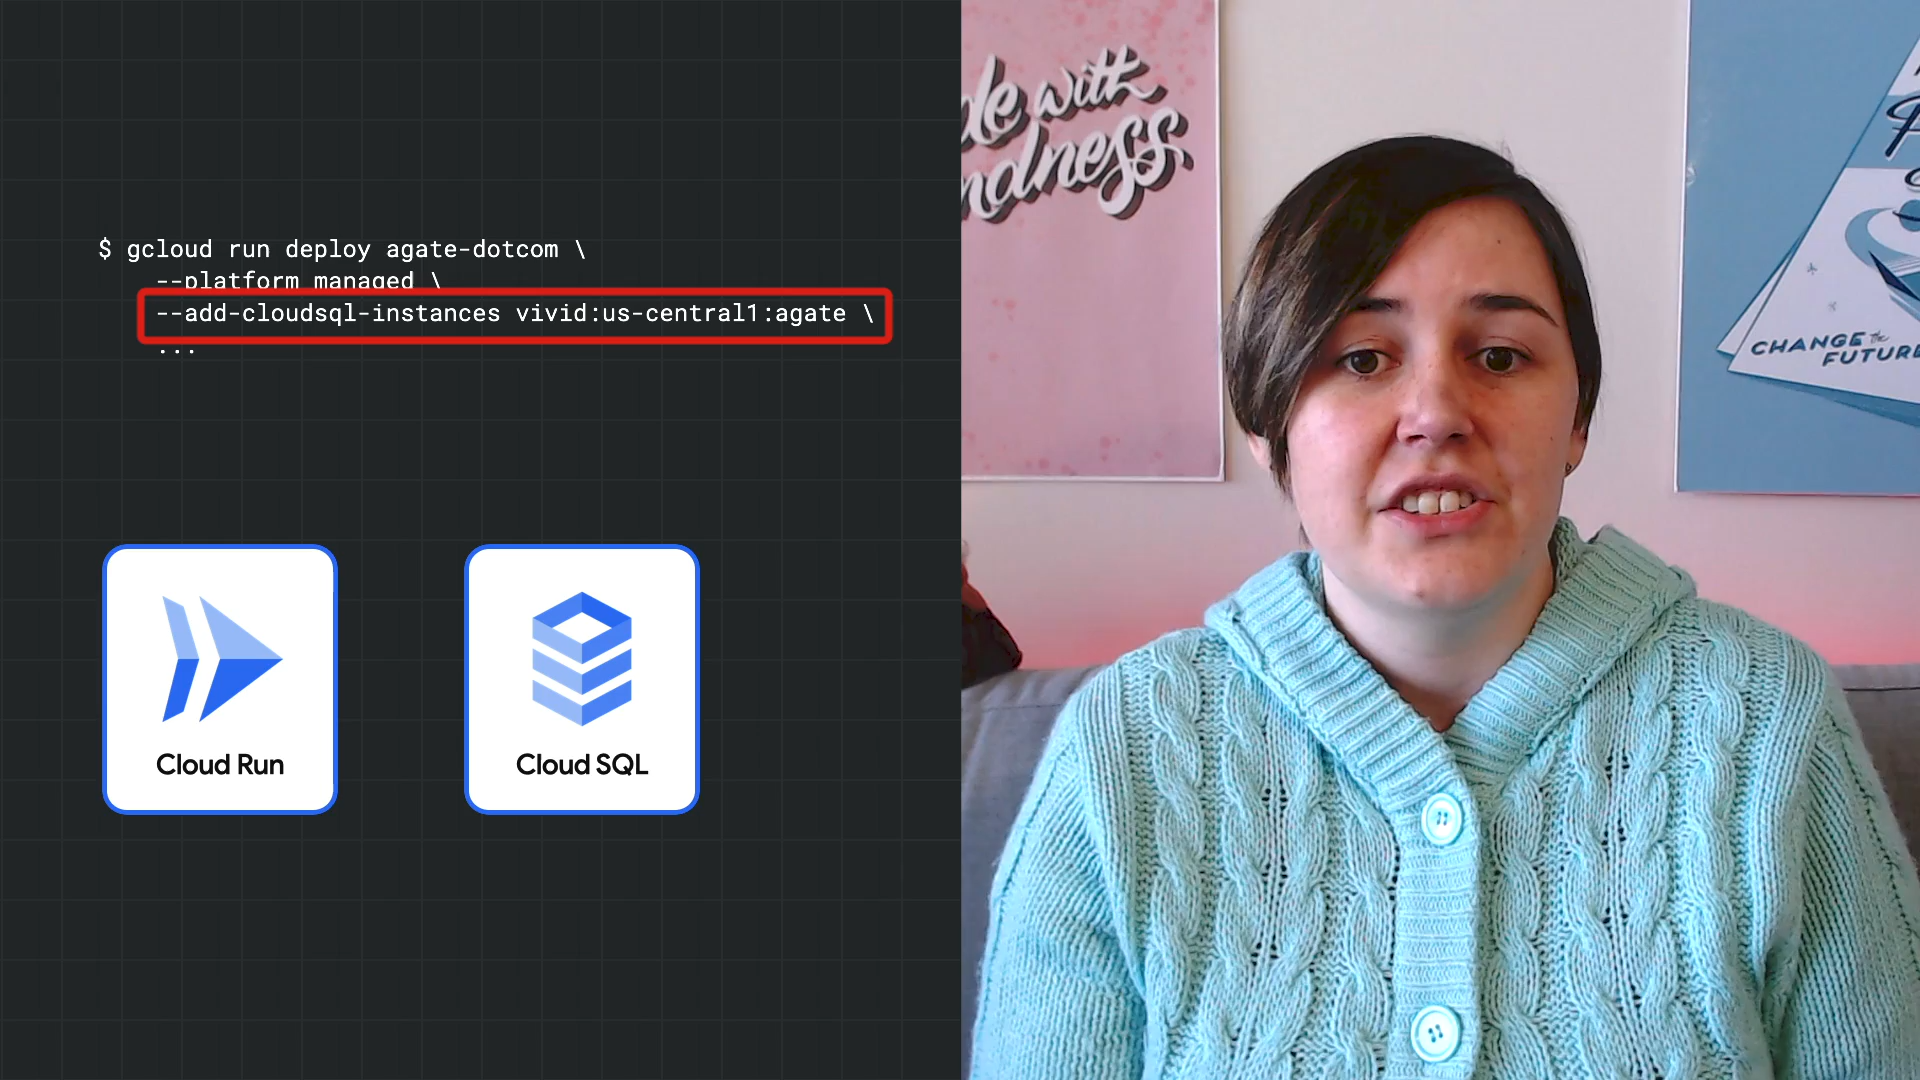 $ gcloud run deploy agate-dotcom \
--platform managed \
--add-cloudsql-instances vivid:us-central1:agate \
...
Cloud Run
Cloud SQL
with
CHANGE the
FUTURE